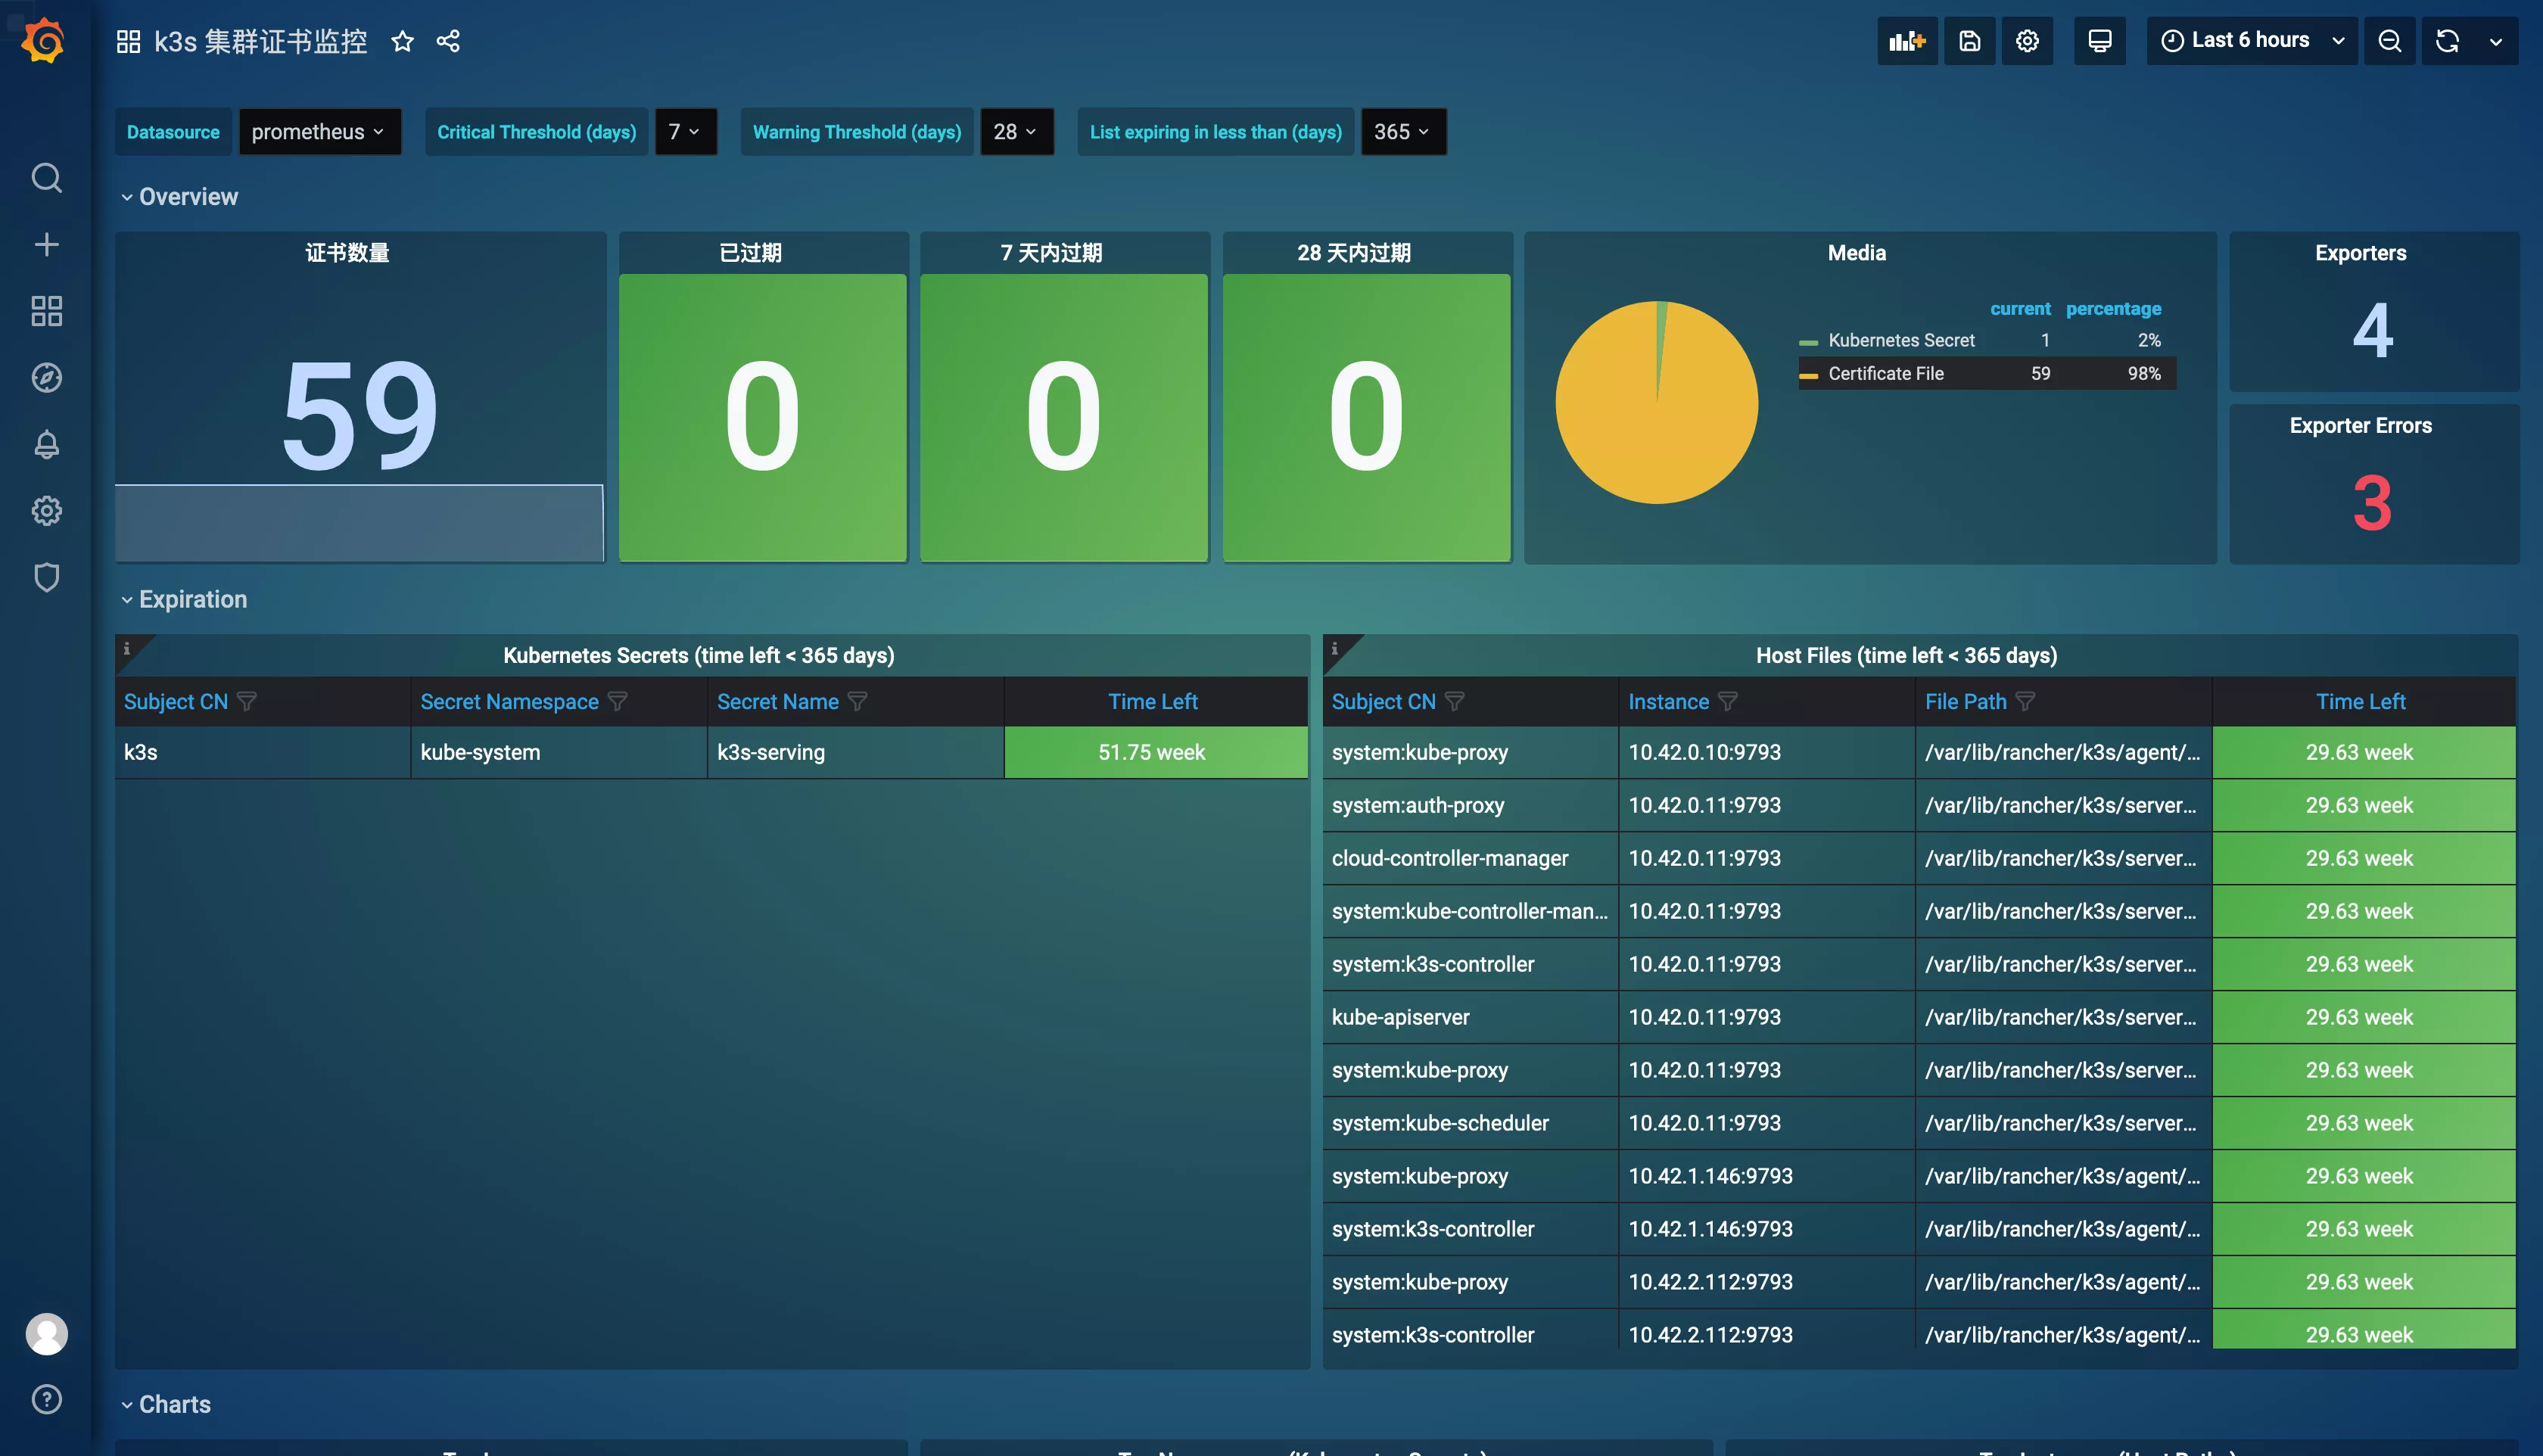 k3s 集群证书监控
Last 6 hours
Datasource prometheus Critical Threshold (days) 7 Warning Threshold (days) 28 List expiring in less than (days) 365
Overview
证书数量
59
已过期
0
7 天内过期
0
28 天内过期
0
Media
current percentage
Kubernetes Secret 1 2%
Certificate File 59 98%
Exporters
4
Exporter Errors
3
Expiration
Kubernetes Secrets (time left < 365 days)
Subject CN Secret Namespace Secret Name Time Left
k3s kube-system k3s-serving 51.75 week
Host Files (time left < 365 days)
Subject CN Instance File Path Time Left
system:kube-proxy 10.42.0.10:9793 /var/lib/rancher/k3s/agent/... 29.63 week
system:auth-proxy 10.42.0.11:9793 /var/lib/rancher/k3s/server... 29.63 week
cloud-controller-manager 10.42.0.11:9793 /var/lib/rancher/k3s/server... 29.63 week
system:kube-controller-man... 10.42.0.11:9793 /var/lib/rancher/k3s/server... 29.63 week
system:k3s-controller 10.42.0.11:9793 /var/lib/rancher/k3s/server... 29.63 week
kube-apiserver 10.42.0.11:9793 /var/lib/rancher/k3s/server... 29.63 week
system:kube-proxy 10.42.0.11:9793 /var/lib/rancher/k3s/server... 29.63 week
system:kube-scheduler 10.42.0.11:9793 /var/lib/rancher/k3s/server... 29.63 week
system:kube-proxy 10.42.1.146:9793 /var/lib/rancher/k3s/agent/... 29.63 week
system:k3s-controller 10.42.1.146:9793 /var/lib/rancher/k3s/agent/... 29.63 week
system:kube-proxy 10.42.2.112:9793 /var/lib/rancher/k3s/agent/... 29.63 week
system:k3s-controller 10.42.2.112:9793 /var/lib/rancher/k3s/agent/... 29.63 week
Charts